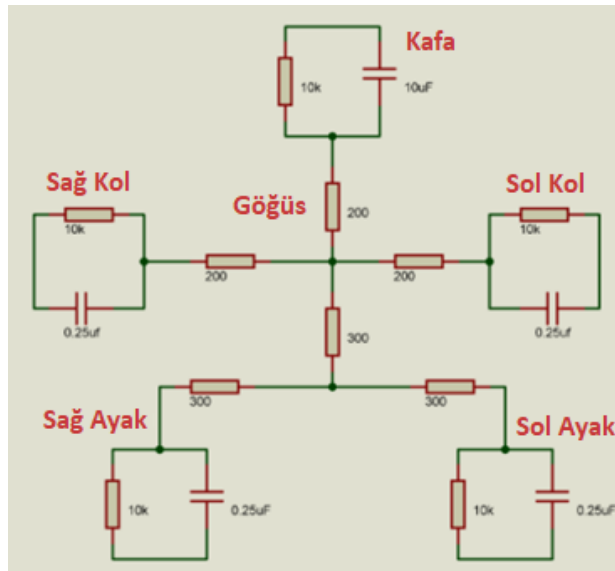 Kafa
10k
10uF
Sağ Kol
Göğüs
Sol Kol
200
10k
10k
200
200
0.25uf
0.25uf
300
300
300
Sağ Ayak
Sol Ayak
10k
0.25uF
10k
0.25uF